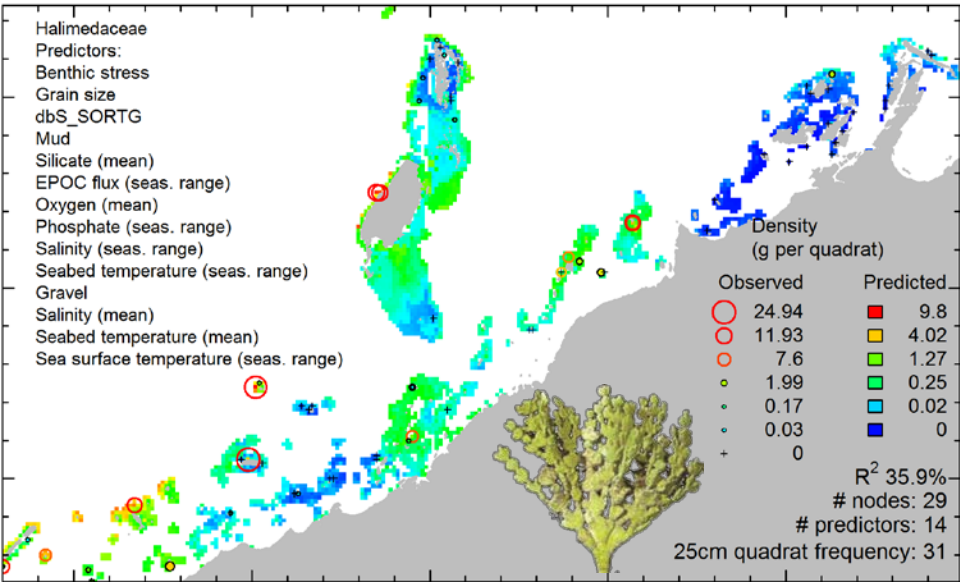 Halimedaceae
Predictors:
Benthic stress
Grain size
dbS_SORTG
Mud
Silicate (mean)
EPOC flux (seas. range)
Oxygen (mean)
Phosphate (seas. range)
Salinity (seas. range)
Seabed temperature (seas. range)
Gravel
Salinity (mean)
Seabed temperature (mean)
Sea surface temperature (seas. range)
Density
(g per quadrat)
Observed Predicted
24.94 9.8
11.93 4.02
7.6 1.27
1.99 0.25
0.17 0.02
0.03 0
0
R² 35.9%
# nodes: 29
# predictors: 14
25cm quadrat frequency: 31